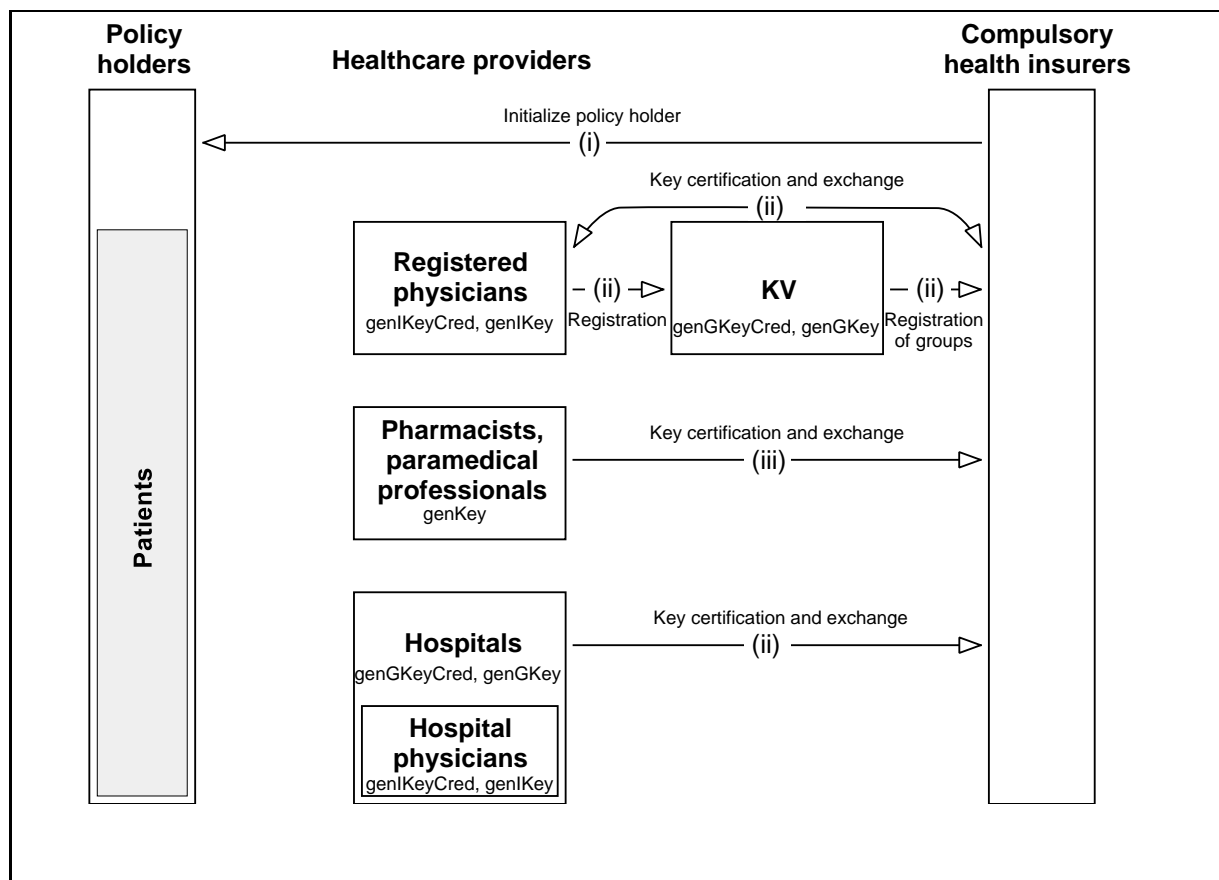 Policy
holders
Healthcare providers
Compulsory
health insurers
Initialize policy holder
(i)
Key certification and exchange
(ii)
Registered
physicians
genIKeyCred, genIKey
(ii)
Registration
KV
genGKeyCred, genGKey
(ii)
Registration
of groups
Pharmacists,
paramedical
professionals
genKey
Key certification and exchange
(iii)
Patients
Hospitals
genGKeyCred, genGKey
Key certification and exchange
(ii)
Hospital
physicians
genIKeyCred, genIKey